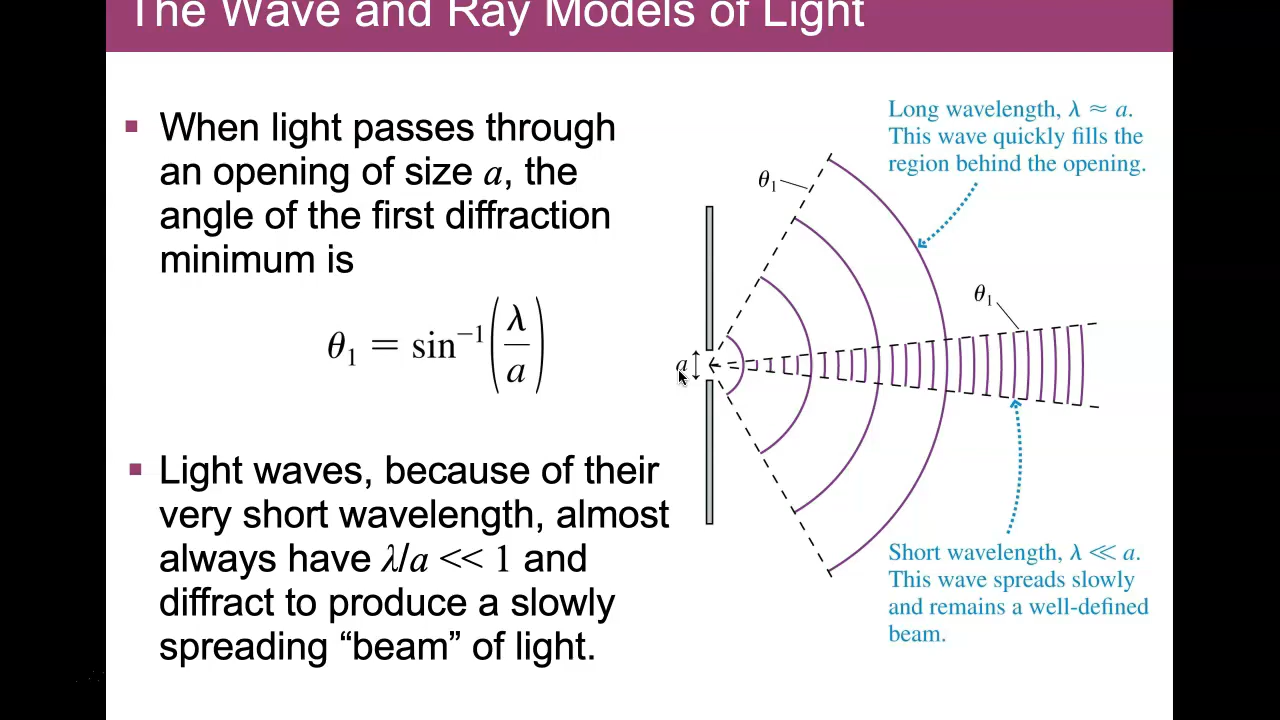 The Wave and Ray Models of Light
▪ When light passes through
an opening of size a, the
angle of the first diffraction
minimum is
θ₁ = sin⁻¹(λ/a)
▪ Light waves, because of their
very short wavelength, almost
always have λ/a << 1 and
diffract to produce a slowly
spreading “beam” of light.
Long wavelength, λ ≈ a.
This wave quickly fills the
region behind the opening.
θ₁
θ₁
a
Short wavelength, λ ≪ a.
This wave spreads slowly
and remains a well-defined
beam.